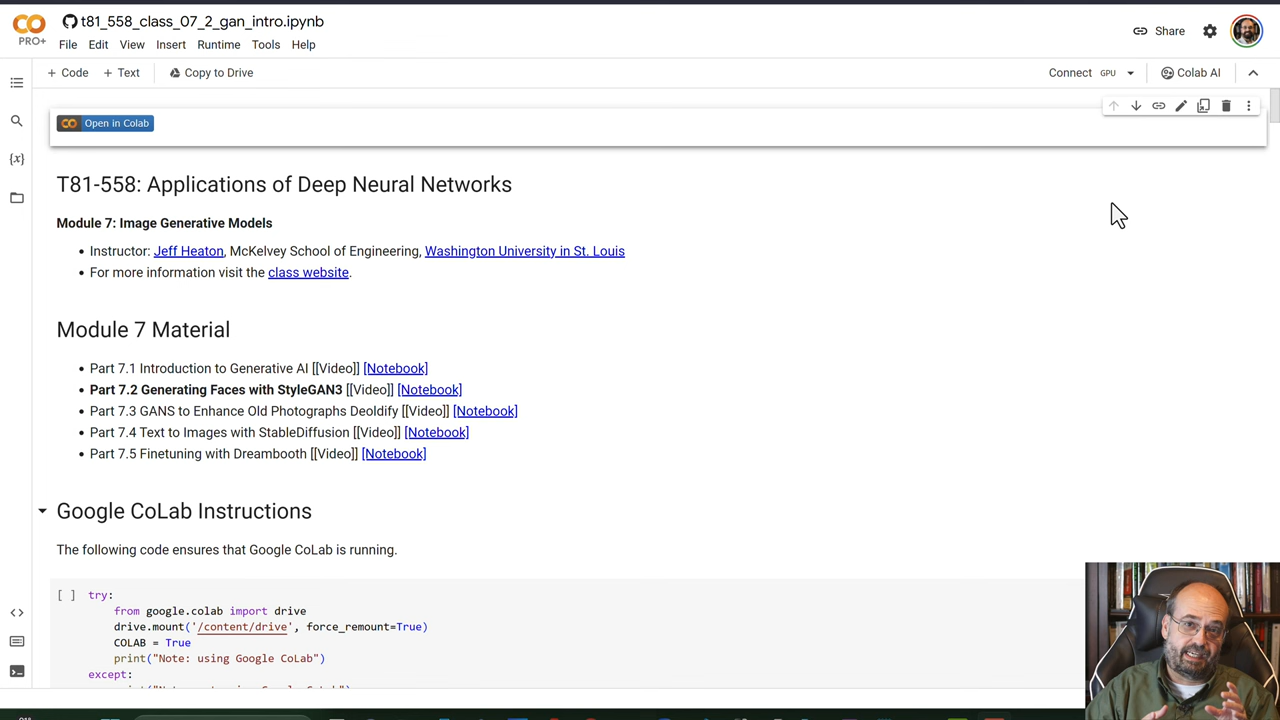 t81_558_class_07_2_gan_intro.ipynb
PRO+
File Edit View Insert Runtime Tools Help
Share
+ Code + Text Copy to Drive
Connect GPU
Colab AI
Open in Colab
T81-558: Applications of Deep Neural Networks
Module 7: Image Generative Models
• Instructor: Jeff Heaton, McKelvey School of Engineering, Washington University in St. Louis
• For more information visit the class website.
Module 7 Material
• Part 7.1 Introduction to Generative AI [[Video]] [Notebook]
• Part 7.2 Generating Faces with StyleGAN3 [[Video]] [Notebook]
• Part 7.3 GANS to Enhance Old Photographs Deoldify [[Video]] [Notebook]
• Part 7.4 Text to Images with StableDiffusion [[Video]] [Notebook]
• Part 7.5 Finetuning with Dreambooth [[Video]] [Notebook]
Google CoLab Instructions
The following code ensures that Google CoLab is running.
[ ] try:
from google.colab import drive
drive.mount('/content/drive', force_remount=True)
COLAB = True
print("Note: using Google CoLab")
except: